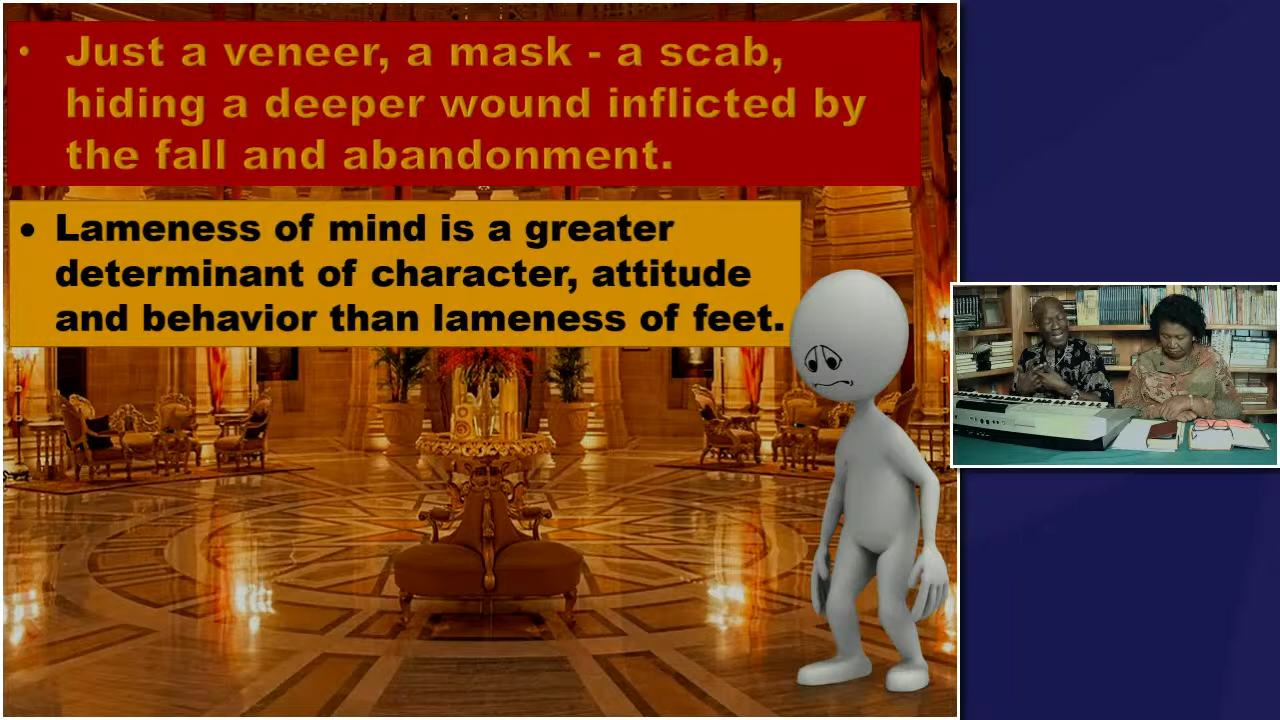 • Just a veneer, a mask - a scab,
hiding a deeper wound inflicted by
the fall and abandonment.
• Lameness of mind is a greater
determinant of character, attitude
and behavior than lameness of feet.